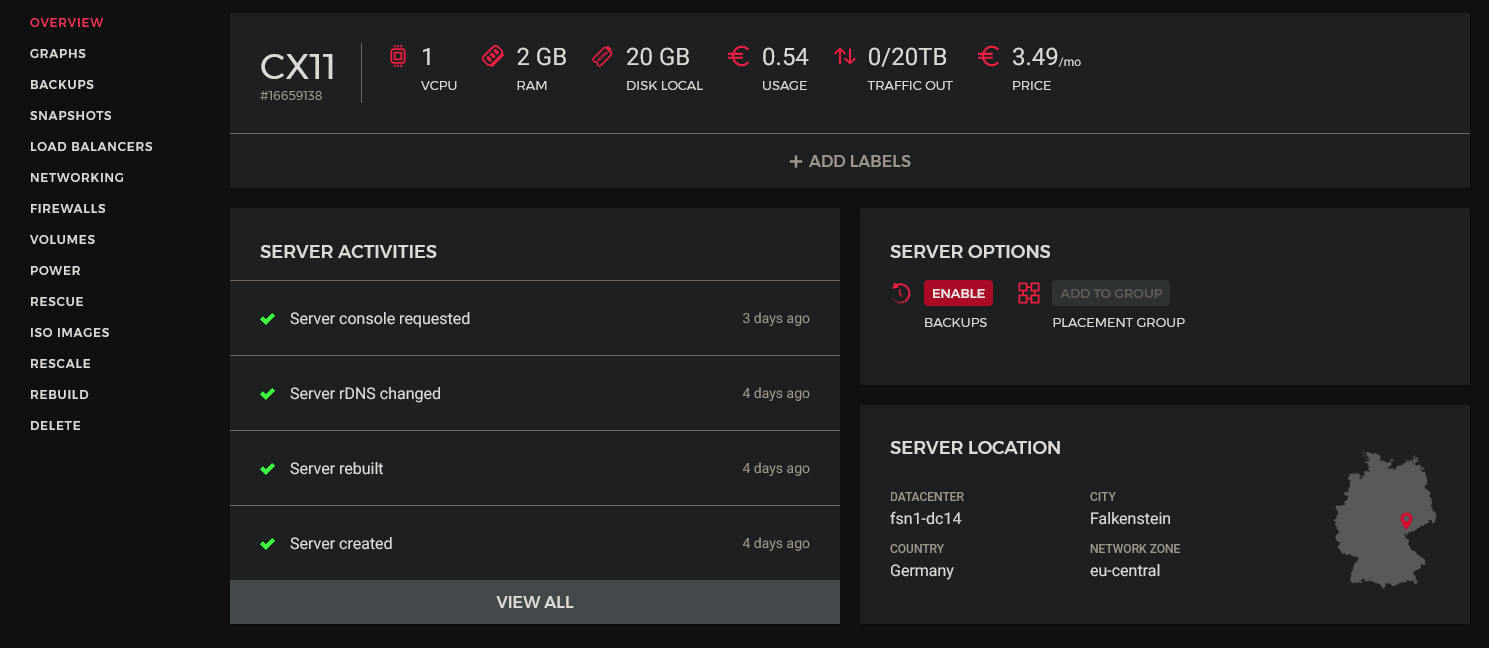 OVERVIEW
GRAPHS
BACKUPS
SNAPSHOTS
LOAD BALANCERS
NETWORKING
FIREWALLS
VOLUMES
POWER
RESCUE
ISO IMAGES
RESCALE
REBUILD
DELETE
CX11
#16659138
1
VCPU
2 GB
RAM
20 GB
DISK LOCAL
€ 0.54
USAGE
0/20TB
TRAFFIC OUT
€ 3.49/mo
PRICE
+ ADD LABELS
SERVER ACTIVITIES
Server console requested 3 days ago
Server rDNS changed 4 days ago
Server rebuilt 4 days ago
Server created 4 days ago
VIEW ALL
SERVER OPTIONS
ENABLE
BACKUPS
ADD TO GROUP
PLACEMENT GROUP
SERVER LOCATION
DATACENTER
fsn1-dc14
CITY
Falkenstein
COUNTRY
Germany
NETWORK ZONE
eu-central